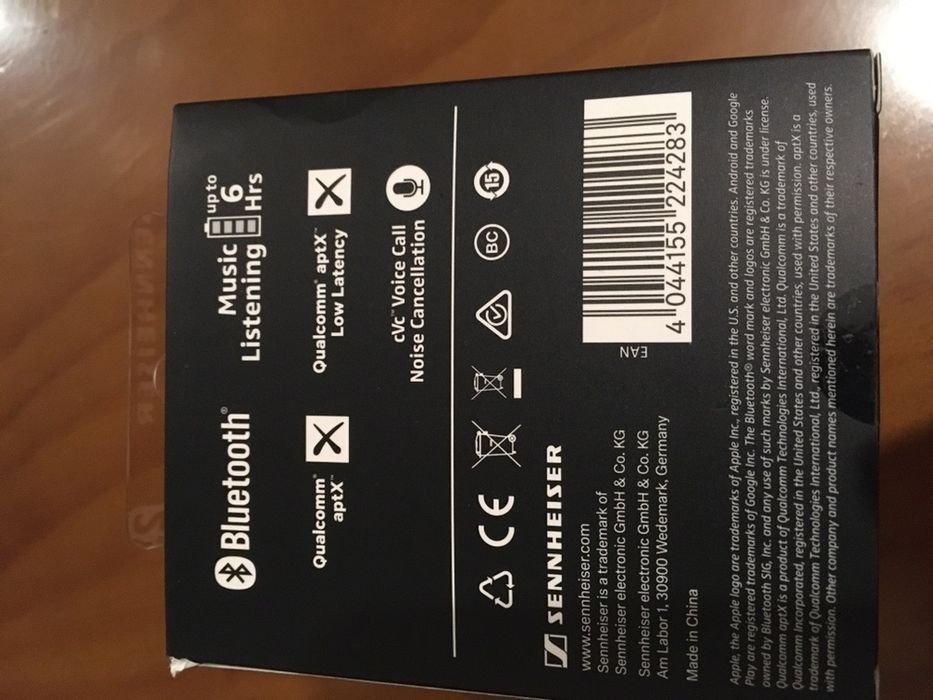 Bluetooth®
Music Listening
up to
6
Hrs
Qualcomm®
aptX™
Qualcomm® aptX™
Low Latency
cVc™ Voice Call
Noise Cancellation
CE
BC
15
SENNHEISER
www.sennheiser.com
Sennheiser is a trademark of
Sennheiser electronic GmbH & Co. KG
Sennheiser electronic GmbH & Co. KG
Am Labor 1, 30900 Wedemark, Germany
Made in China
EAN
4 044155 224283
Apple, the Apple logo are trademarks of Apple Inc., registered in the U.S. and other countries. Android and Google
Play are registered trademarks of Google Inc. The Bluetooth® word mark and logos are registered trademarks
owned by Bluetooth SIG, Inc. and any use of such marks by Sennheiser electronic GmbH & Co. KG is under license.
Qualcomm aptX is a product of Qualcomm Technologies International, Ltd. Qualcomm is a trademark of
Qualcomm Incorporated, registered in the United States and other countries, used with permission. aptX is a
trademark of Qualcomm Technologies International, Ltd., registered in the United States and other countries, used
with permission. Other company and product names mentioned herein are trademarks of their respective owners.